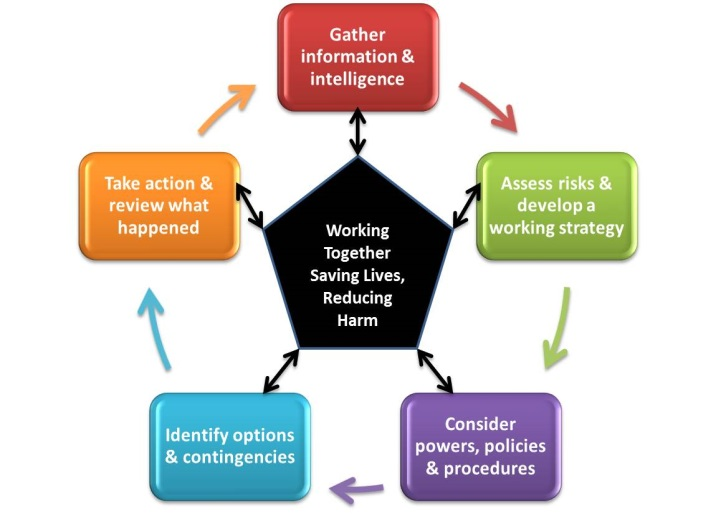 Gather
information &
intelligence
Assess risks &
develop a
working strategy
Consider
powers, policies
& procedures
Identify options
& contingencies
Take action &
review what
happened
Working
Together
Saving Lives,
Reducing
Harm